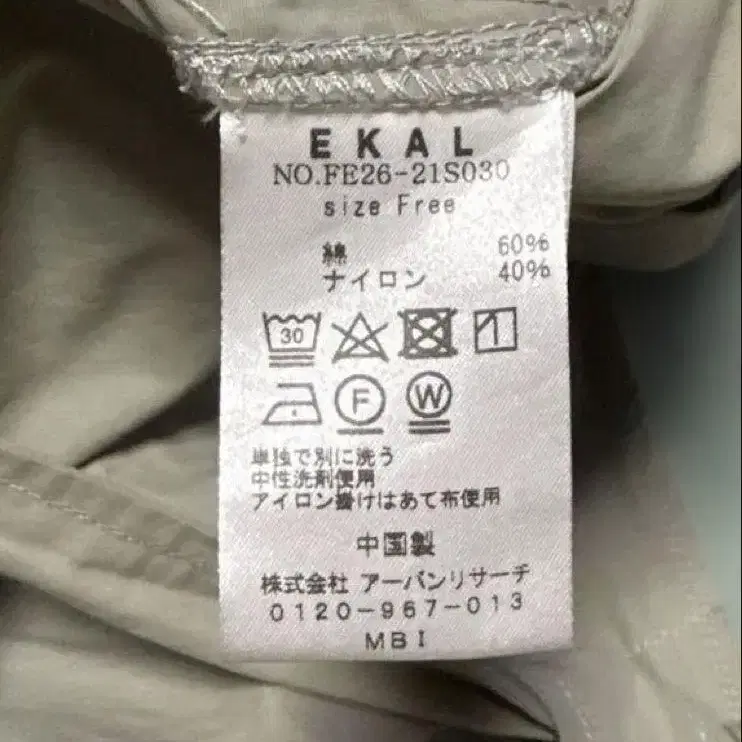 EKAL
NO.FE26-21S030
size Free
綿 60%
ナイロン 40%
30
F W
単独で別に洗う
中性洗剤使用
アイロン掛けはあて布使用
中国製
株式会社 アーバンリサーチ
0120-967-013
MBI